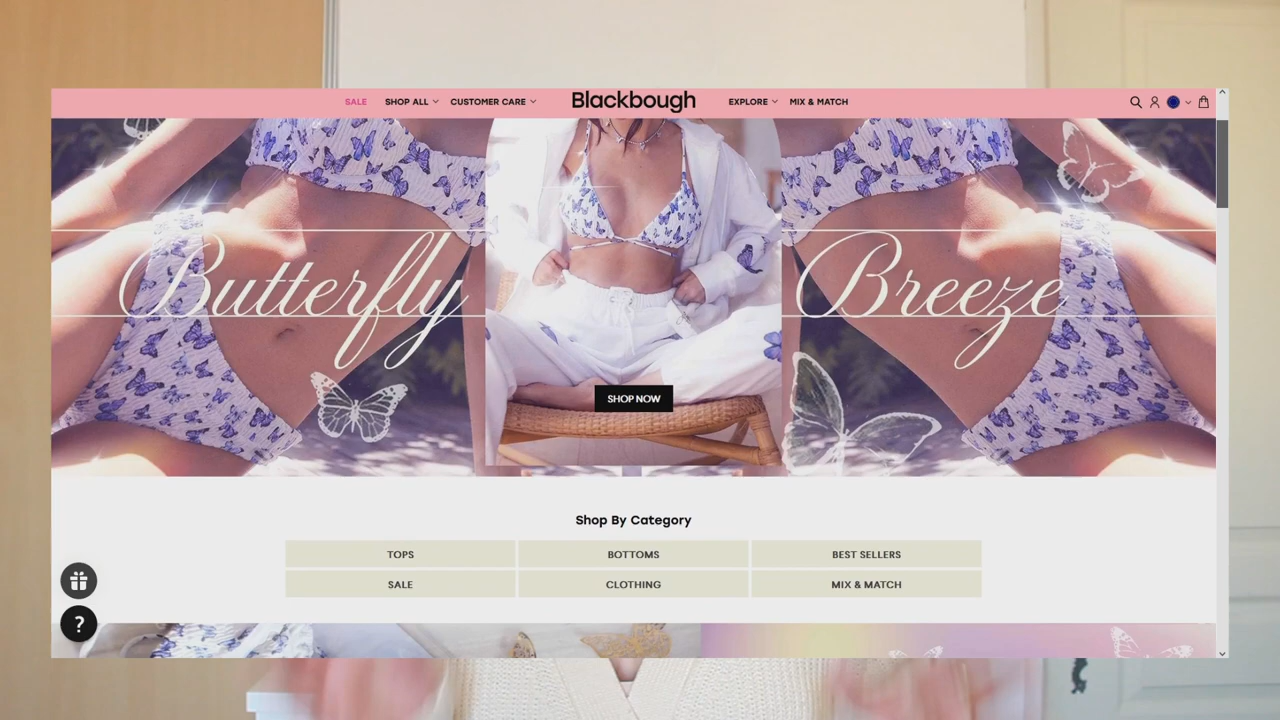 SALE SHOP ALL CUSTOMER CARE Blackbough EXPLORE MIX & MATCH
Butterfly Breeze
SHOP NOW
Shop By Category
TOPS BOTTOMS BEST SELLERS
SALE CLOTHING MIX & MATCH
?